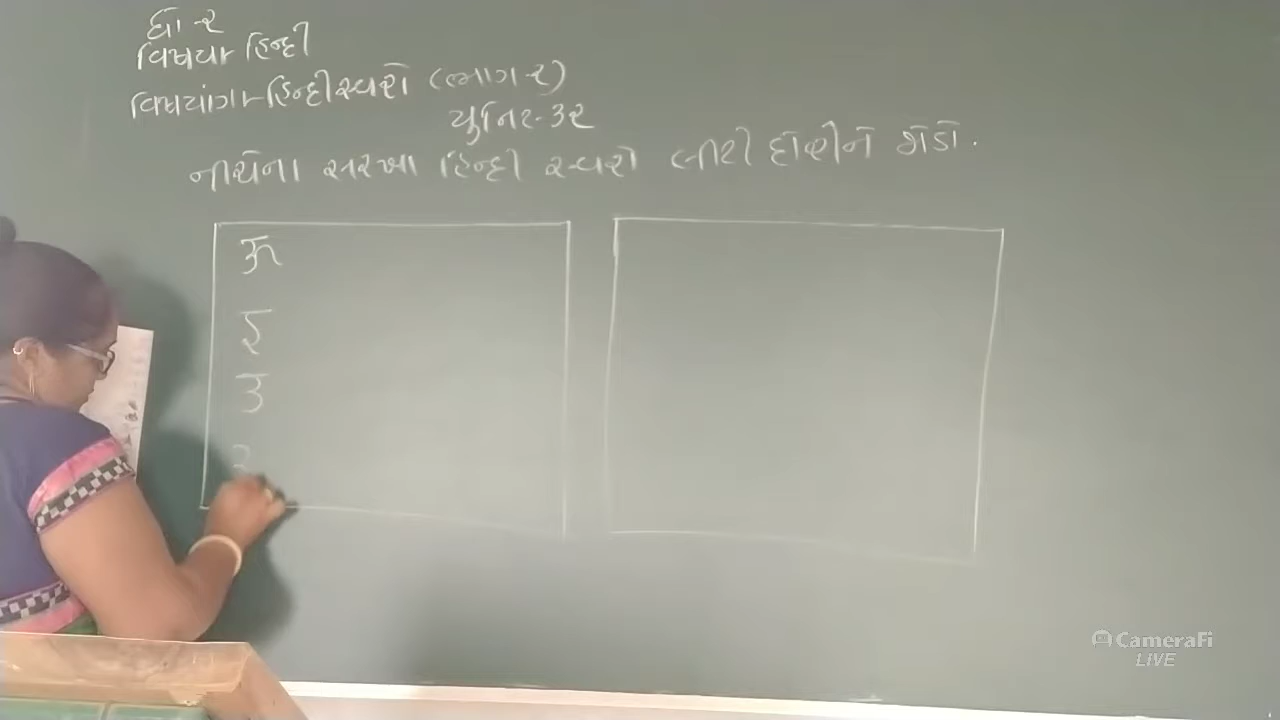 ધો-૨
વિષય- હિન્દી
વિષયાંગ-હિન્દીસ્વરો (ભાગ-૨)
યુનિટ-૩૨
નીચેના સરખા હિન્દી સ્વરો લીટી દોરીને જોડો.
ऊ
इ
उ
CameraFi
LiVE